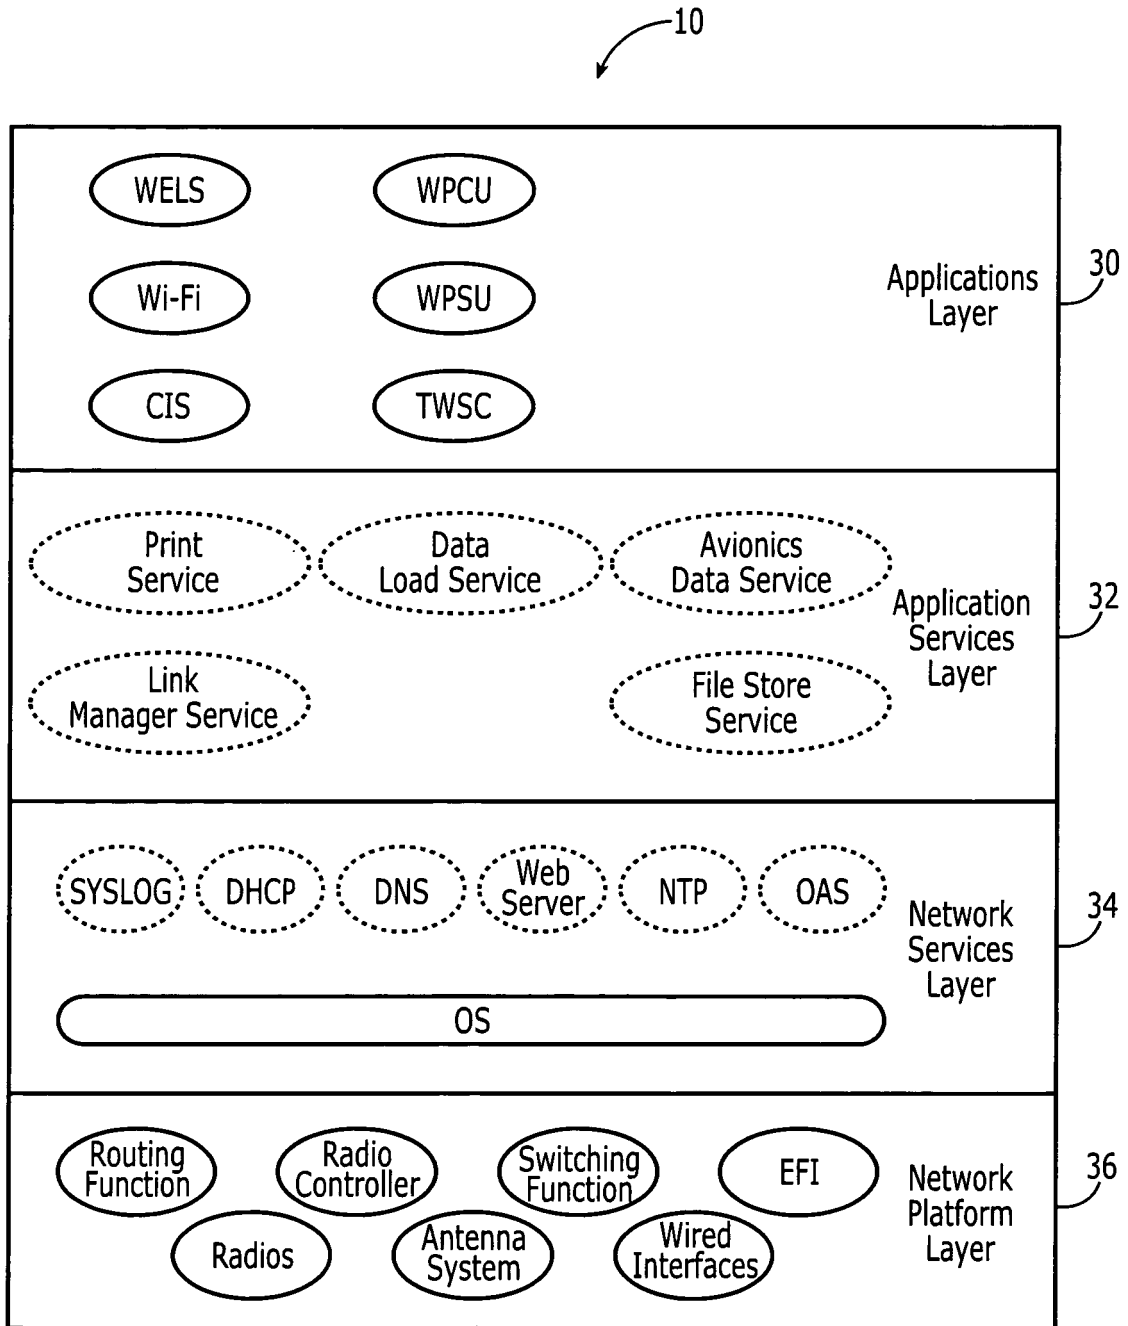 10
WELS
WPCU
Wi-Fi
WPSU
CIS
TWSC
Applications
Layer
30
Print
Service
Data
Load Service
Avionics
Data Service
Link
Manager Service
File Store
Service
Application
Services
Layer
32
SYSLOG
DHCP
DNS
Web
Server
NTP
OAS
OS
Network
Services
Layer
34
Routing
Function
Radio
Controller
Switching
Function
EFI
Radios
Antenna
System
Wired
Interfaces
Network
Platform
Layer
36